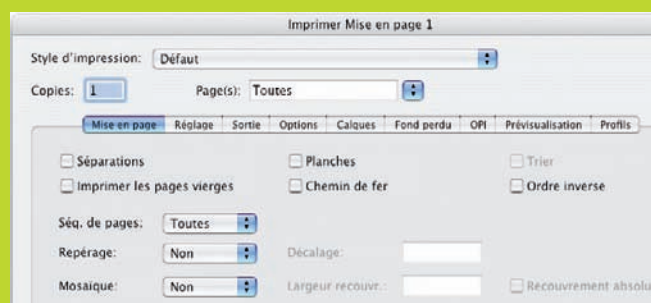 Imprimer Mise en page 1
Style d'impression: Défaut
Copies: 1 Page(s): Toutes
Mise en page Réglage Sortie Options Calques Fond perdu OPI Prévisualisation Profils
Séparations Planches Trier
Imprimer les pages vierges Chemin de fer Ordre inverse
Séq. de pages: Toutes
Repérage: Non Décalage:
Mosaïque: Non Largeur recouvr.: Recouvrement absolu